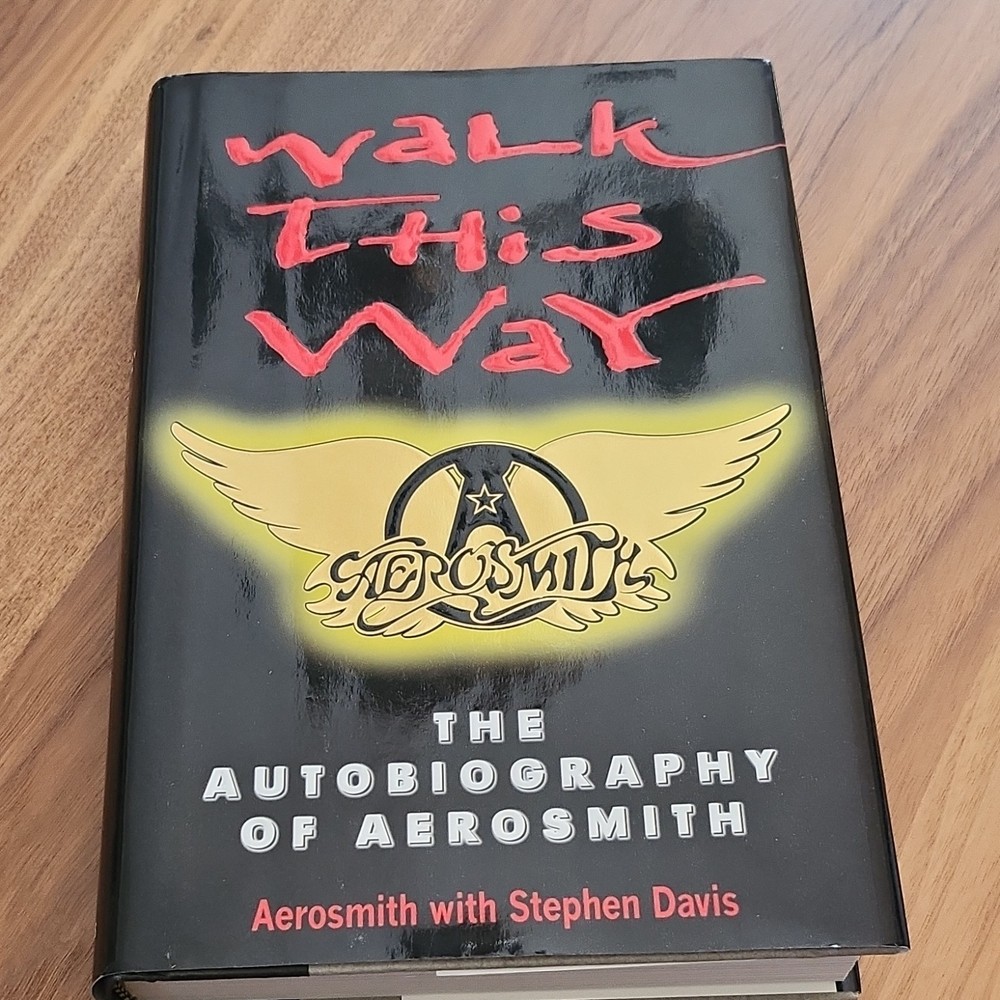 Walk
This
Way
A
AEROSMITH
THE
AUTOBIOGRAPHY
OF AEROSMITH
Aerosmith with Stephen Davis